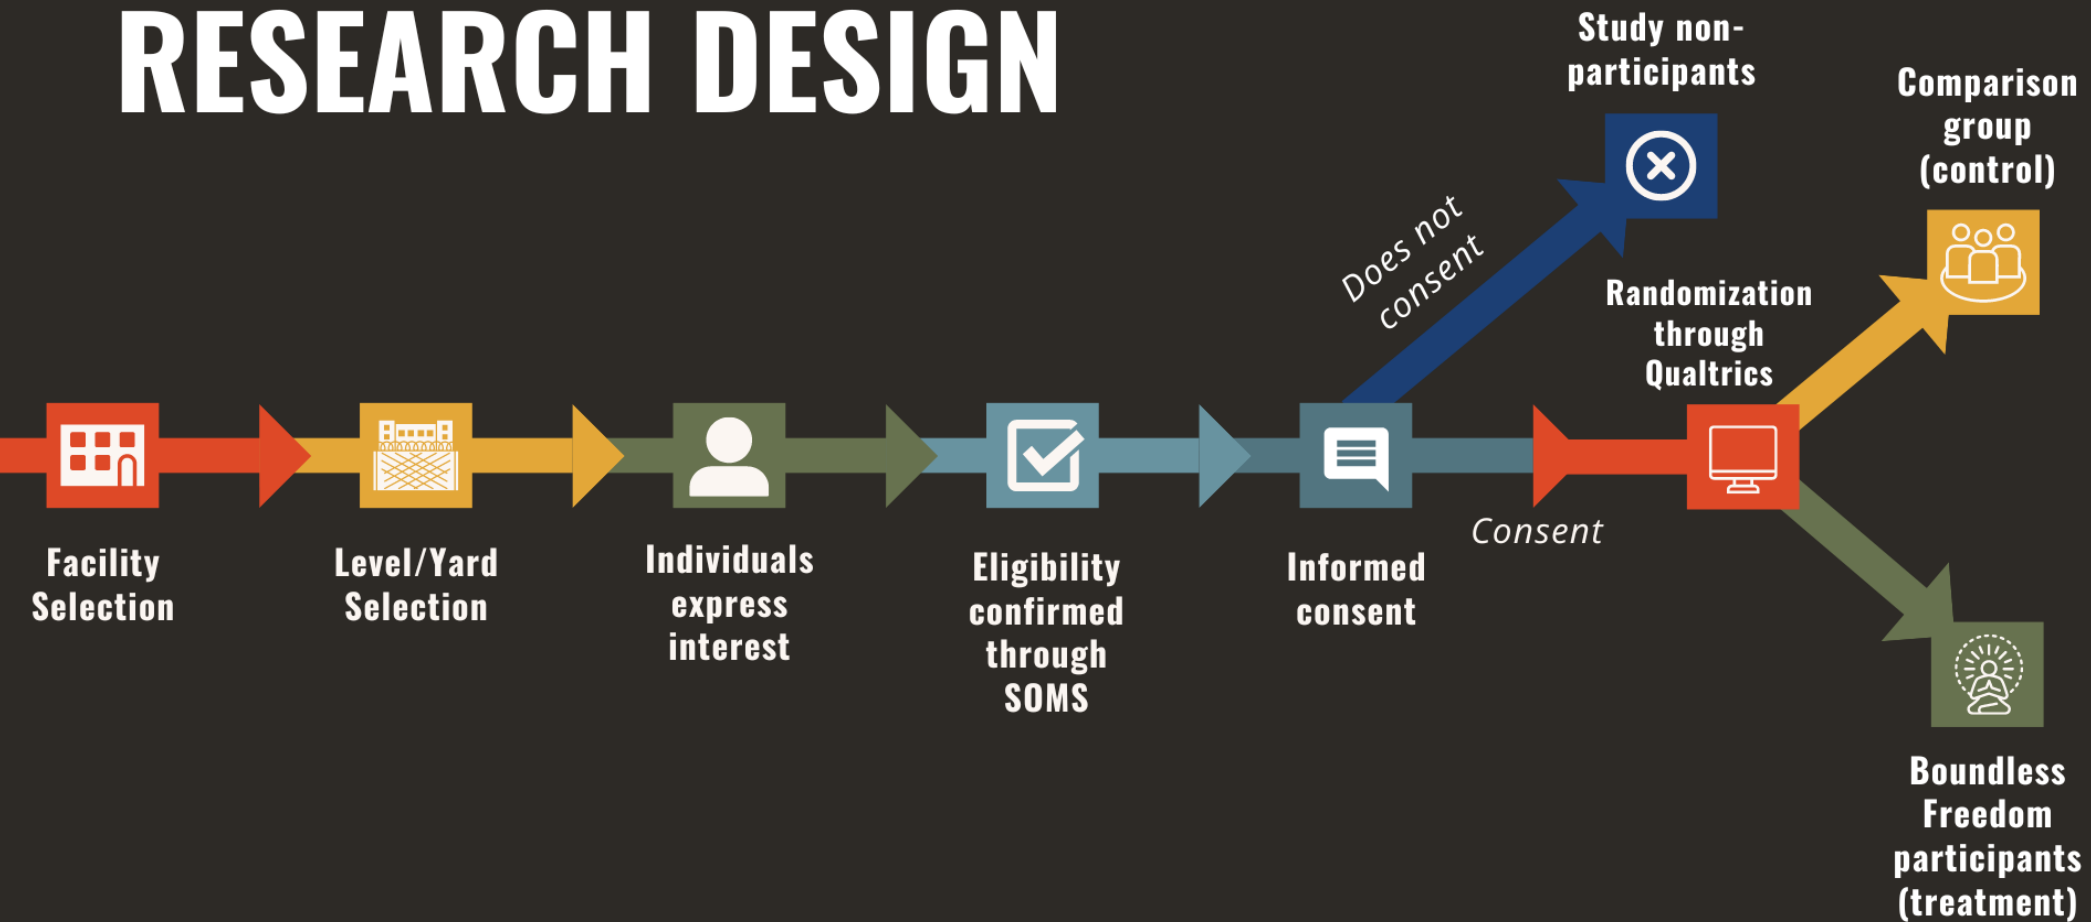 RESEARCH DESIGN
Facility
Selection
Level/Yard
Selection
Individuals
express
interest
Eligibility
confirmed
through
SOMS
Informed
consent
Does not
consent
Study non-
participants
Consent
Randomization
through
Qualtrics
Comparison
group
(control)
Boundless
Freedom
participants
(treatment)